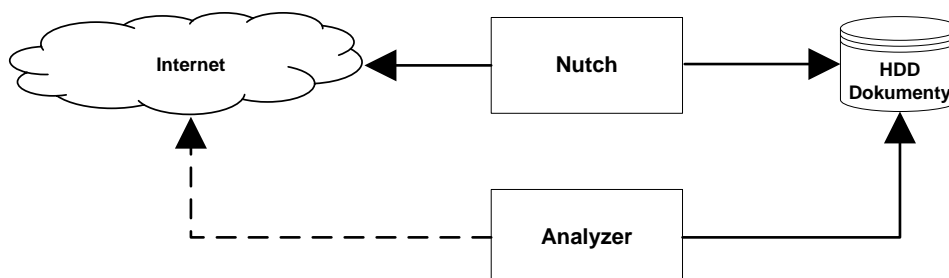 Internet
Nutch
HDD
Dokumenty
Analyzer